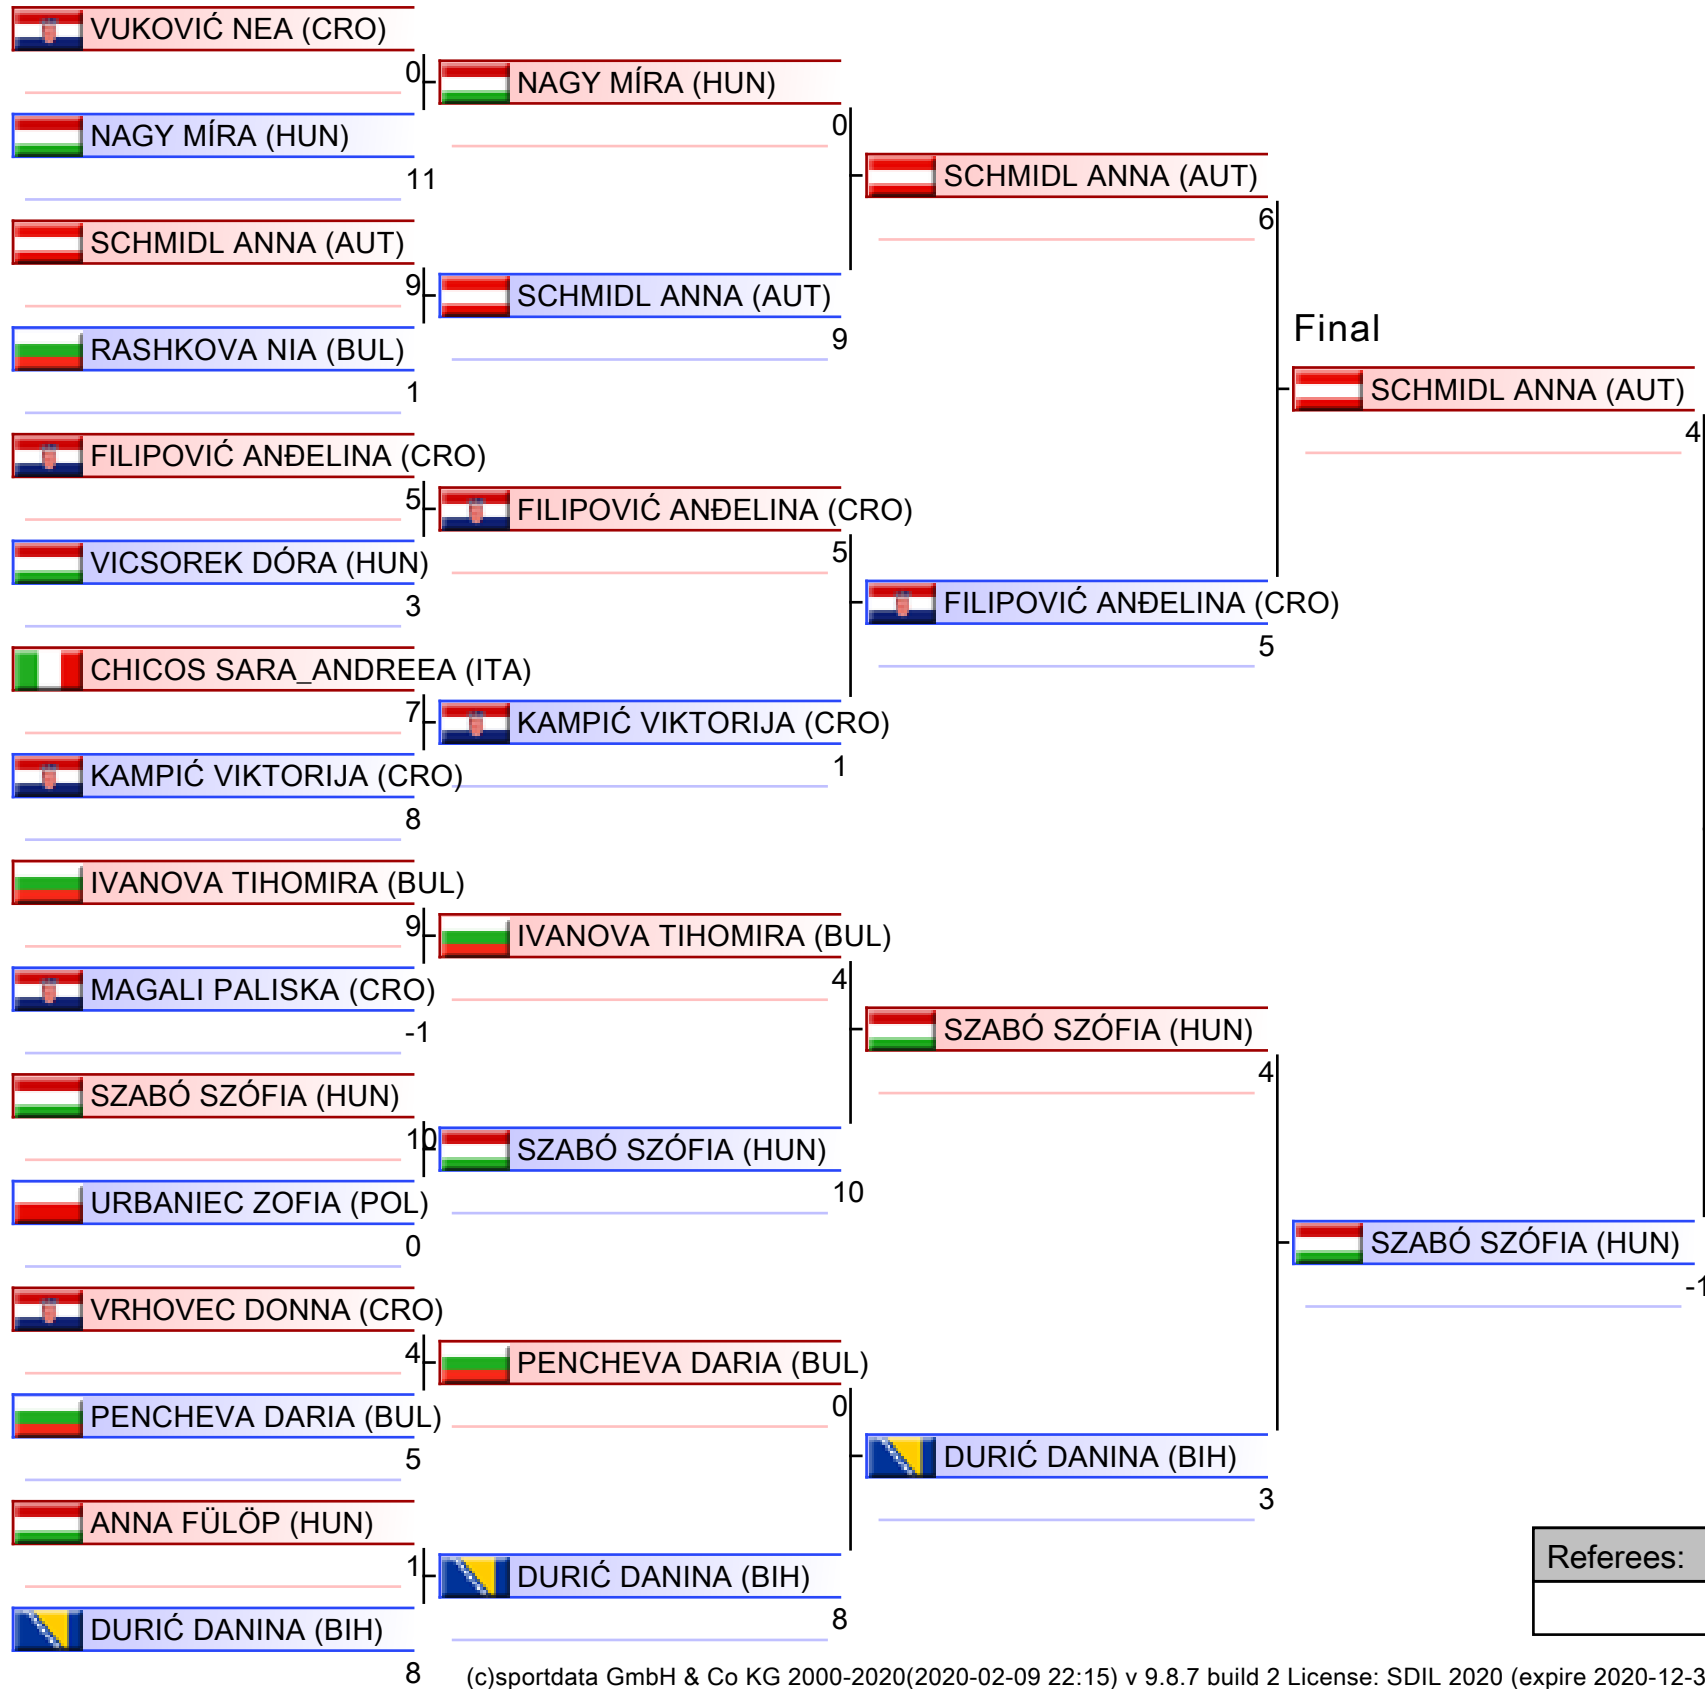 VUKOVIĆ NEA (CRO)
0
NAGY MÍRA (HUN)
11
SCHMIDL ANNA (AUT)
9
RASHKOVA NIA (BUL)
1
FILIPOVIĆ ANĐELINA (CRO)
5
VICSOREK DÓRA (HUN)
3
CHICOS SARA_ANDREEA (ITA)
7
KAMPIĆ VIKTORIJA (CRO)
8
IVANOVA TIHOMIRA (BUL)
9
MAGALI PALISKA (CRO)
-1
SZABÓ SZÓFIA (HUN)
10
URBANIEC ZOFIA (POL)
0
VRHOVEC DONNA (CRO)
4
PENCHEVA DARIA (BUL)
5
ANNA FÜLÖP (HUN)
1
DURIĆ DANINA (BIH)
8
NAGY MÍRA (HUN)
0
SCHMIDL ANNA (AUT)
9
FILIPOVIĆ ANĐELINA (CRO)
5
KAMPIĆ VIKTORIJA (CRO)
1
IVANOVA TIHOMIRA (BUL)
4
SZABÓ SZÓFIA (HUN)
10
PENCHEVA DARIA (BUL)
0
DURIĆ DANINA (BIH)
8
SCHMIDL ANNA (AUT)
6
FILIPOVIĆ ANĐELINA (CRO)
5
SZABÓ SZÓFIA (HUN)
4
DURIĆ DANINA (BIH)
3
Final
SCHMIDL ANNA (AUT)
4
SZABÓ SZÓFIA (HUN)
-1
Referees:
(c)sportdata GmbH & Co KG 2000-2020(2020-02-09 22:15) v 9.8.7 build 2 License: SDIL 2020 (expire 2020-12-3